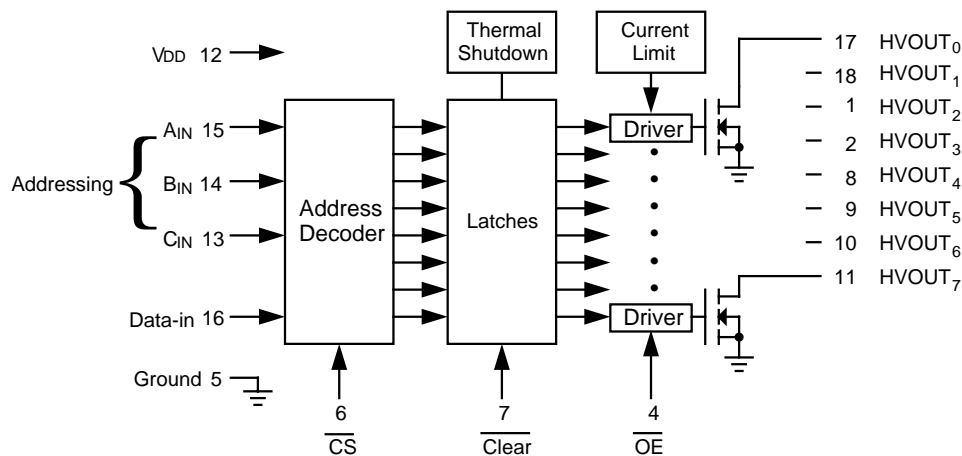 Thermal
Shutdown
Current
Limit
VDD 12
17 HVOUT0
18 HVOUT1
1 HVOUT2
2 HVOUT3
8 HVOUT4
9 HVOUT5
10 HVOUT6
11 HVOUT7
Addressing
{
AIN 15
BIN 14
CIN 13
Data-in 16
Ground 5
Address
Decoder
Latches
Driver
Driver
6
CS
7
Clear
4
OE